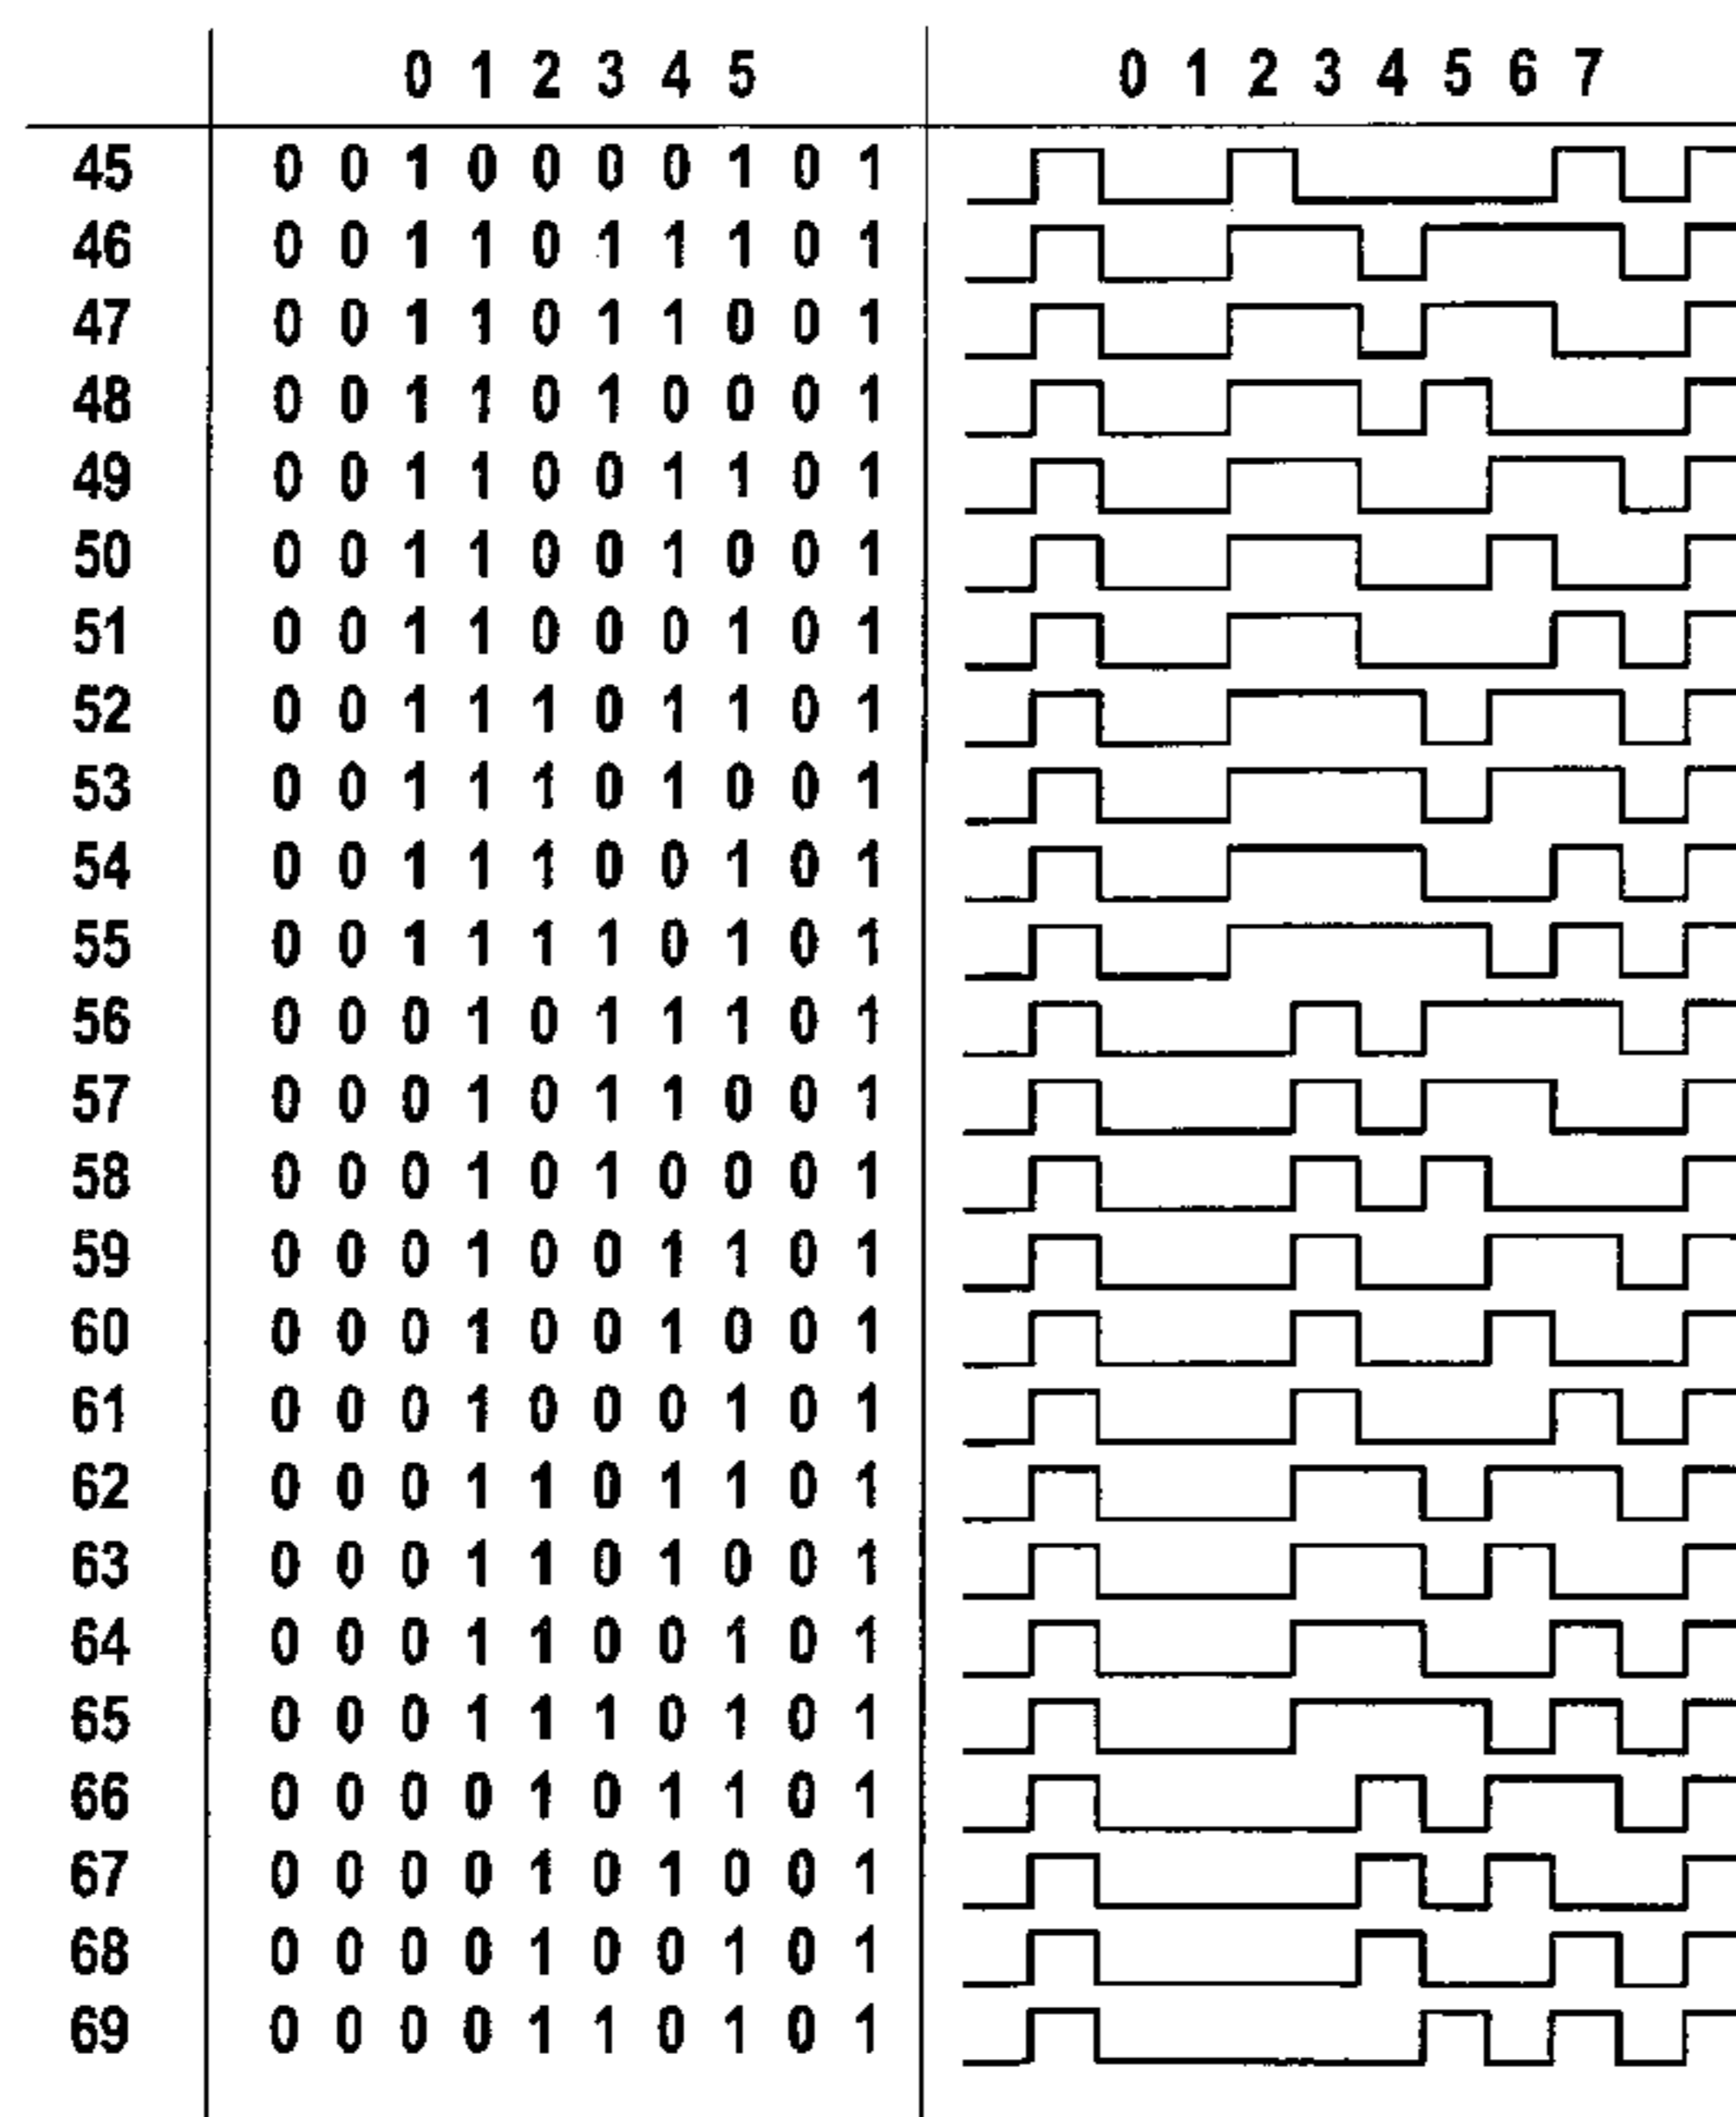 0 1 2 3 4 5 0 1 2 3 4 5 6 7
45 0 0 1 0 0 0 0 1 0 1
46 0 0 1 1 0 1 1 1 0 1
47 0 0 1 1 0 1 1 0 0 1
48 0 0 1 1 0 1 0 0 0 1
49 0 0 1 1 0 0 1 1 0 1
50 0 0 1 1 0 0 1 0 0 1
51 0 0 1 1 0 0 0 1 0 1
52 0 0 1 1 1 0 1 1 0 1
53 0 0 1 1 1 0 1 0 0 1
54 0 0 1 1 1 0 0 1 0 1
55 0 0 1 1 1 1 0 1 0 1
56 0 0 0 1 0 1 1 1 0 1
57 0 0 0 1 0 1 1 0 0 1
58 0 0 0 1 0 1 0 0 0 1
59 0 0 0 1 0 0 1 1 0 1
60 0 0 0 1 0 0 1 0 0 1
61 0 0 0 1 0 0 0 1 0 1
62 0 0 0 1 1 0 1 1 0 1
63 0 0 0 1 1 0 1 0 0 1
64 0 0 0 1 1 0 0 1 0 1
65 0 0 0 1 1 1 0 1 0 1
66 0 0 0 0 1 0 1 1 0 1
67 0 0 0 0 1 0 1 0 0 1
68 0 0 0 0 1 0 0 1 0 1
69 0 0 0 0 1 1 0 1 0 1